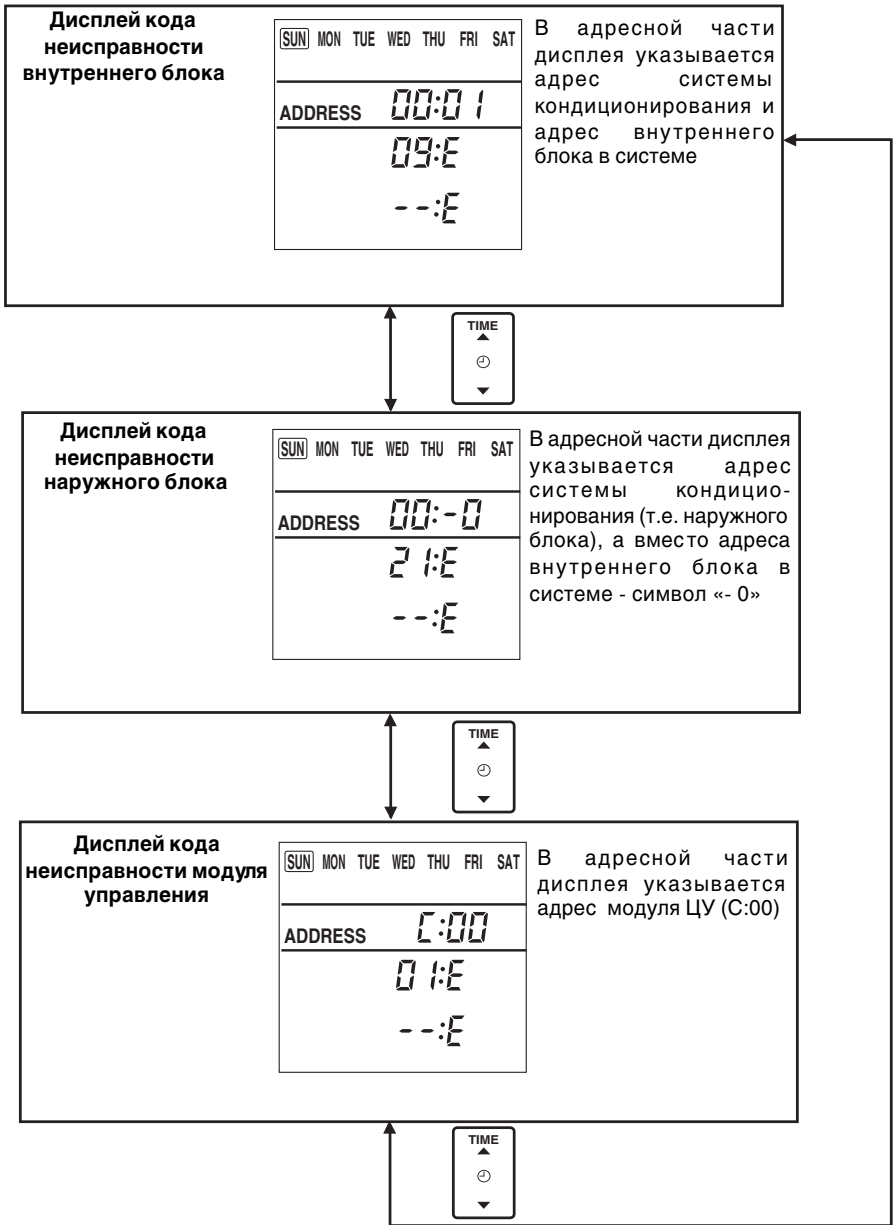 Дисплей кода
неисправности
внутреннего блока
SUN MON TUE WED THU FRI SAT
ADDRESS 00:01
09:E
--:E
В адресной части
дисплея указывается
адрес системы
кондиционирования и
адрес внутреннего
блока в системе
TIME
Дисплей кода
неисправности
наружного блока
SUN MON TUE WED THU FRI SAT
ADDRESS 00:-0
21:E
--:E
В адресной части дисплея
указывается адрес
системы кондицио-
нирования (т.е. наружного
блока), а вместо адреса
внутреннего блока в
системе - символ «- 0»
TIME
Дисплей кода
неисправности модуля
управления
SUN MON TUE WED THU FRI SAT
ADDRESS C:00
01:E
--:E
В адресной части
дисплея указывается
адрес модуля ЦУ (C:00)
TIME